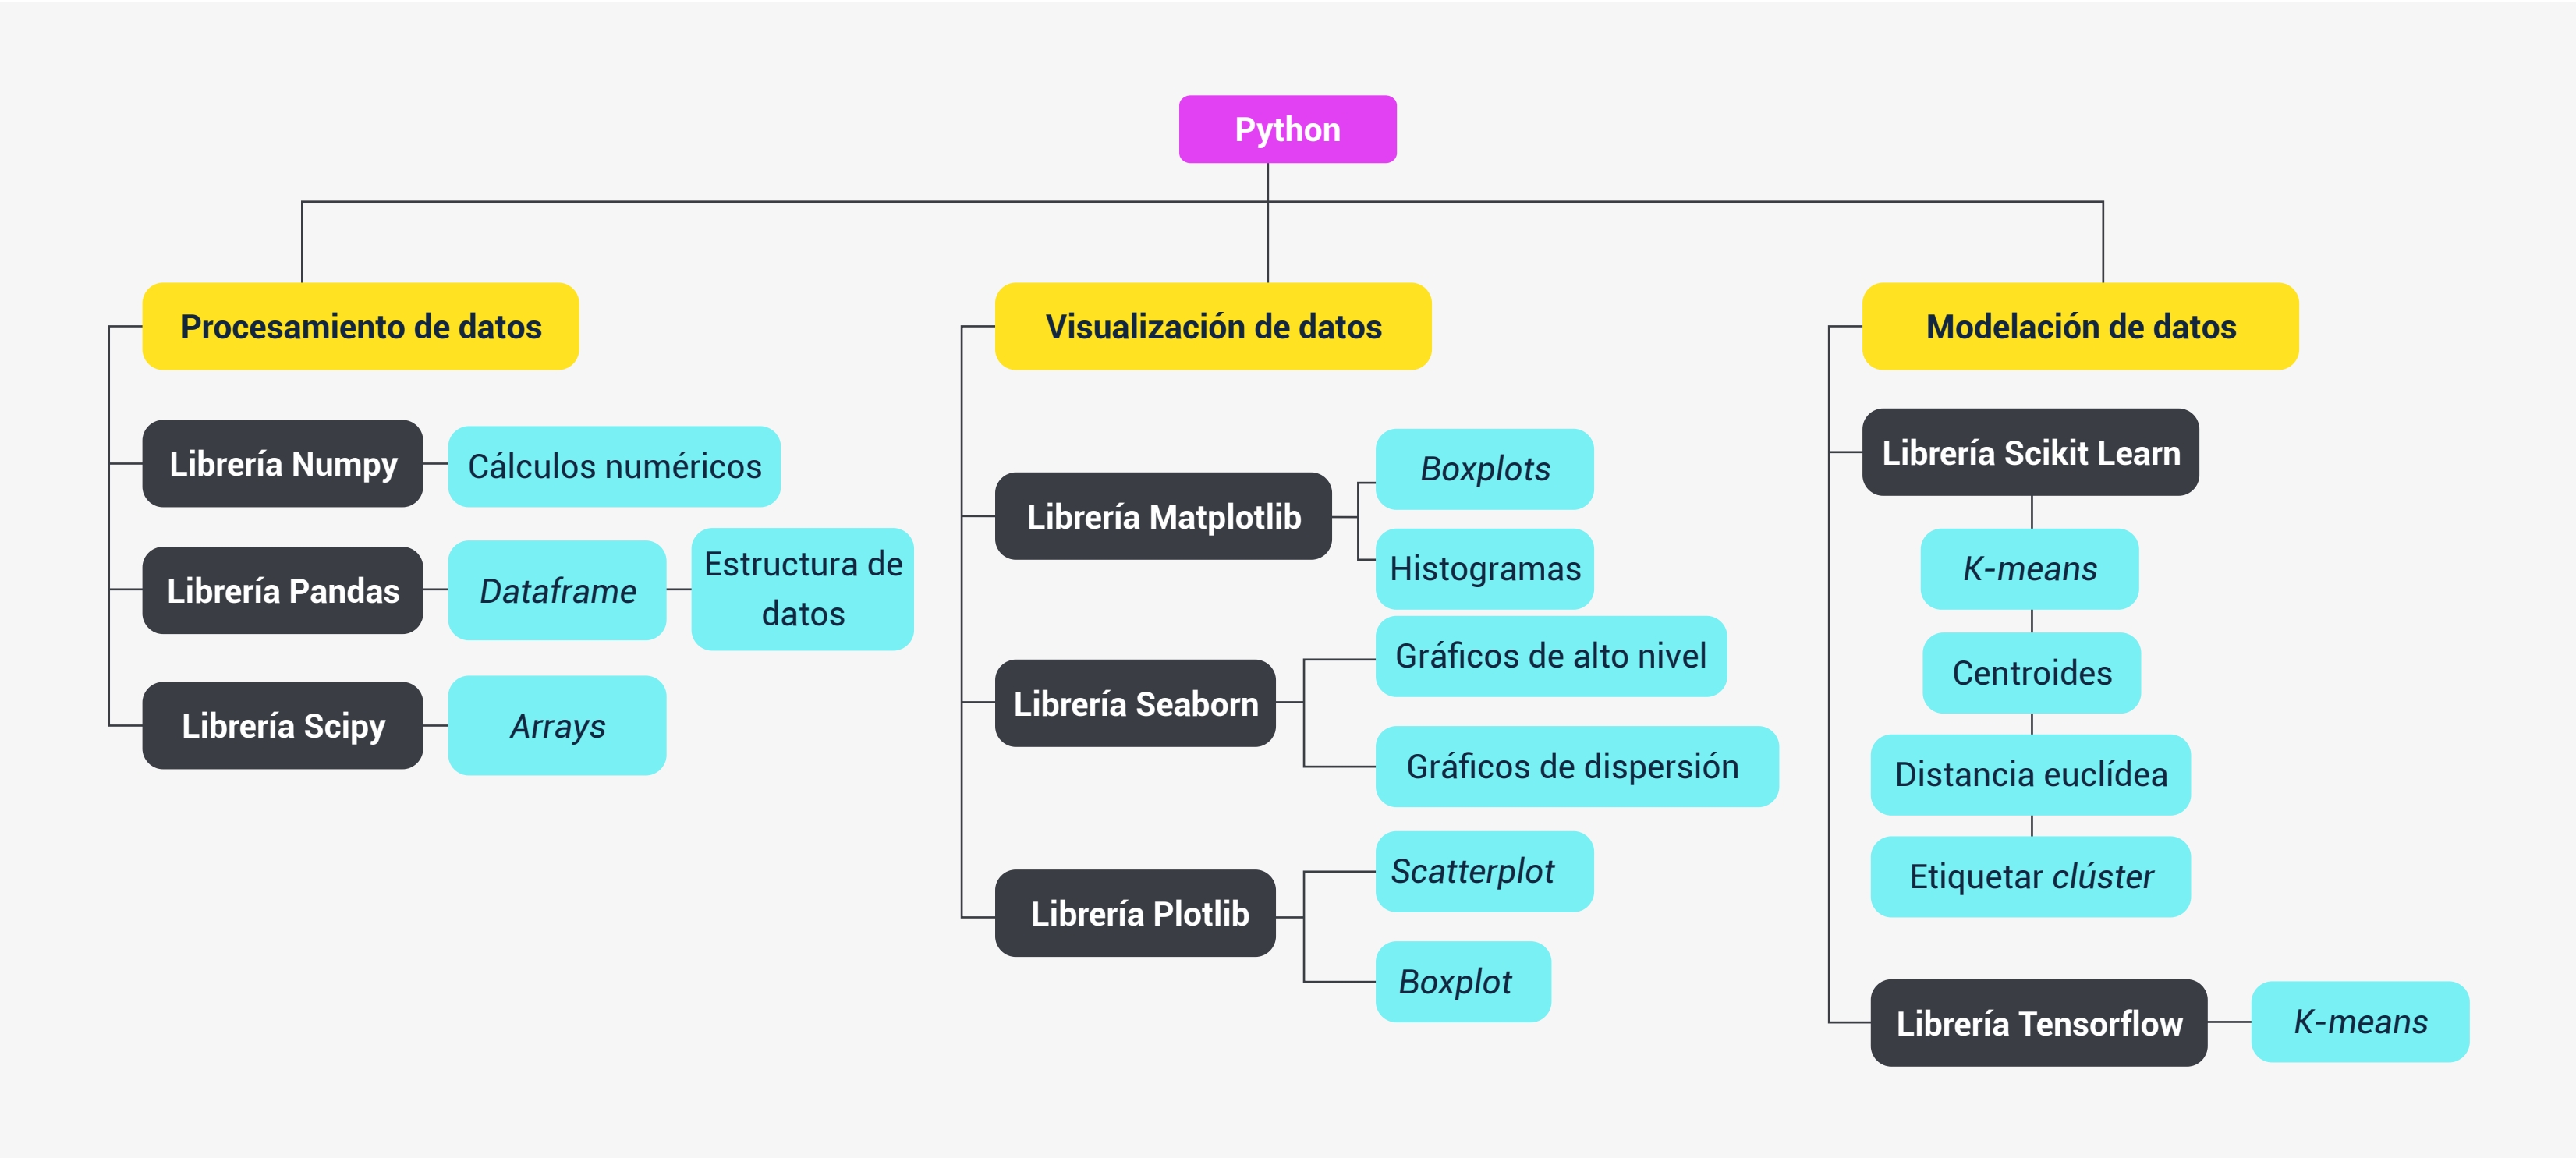 Python
Procesamiento de datos
Librería Numpy
Cálculos numéricos
Librería Pandas
Dataframe
Estructura de
datos
Librería Scipy
Arrays
Visualización de datos
Librería Matplotlib
Boxplots
Histogramas
Librería Seaborn
Gráficos de alto nivel
Gráficos de dispersión
Librería Plotlib
Scatterplot
Boxplot
Modelación de datos
Librería Scikit Learn
K-means
Centroides
Distancia euclídea
Etiquetar clúster
Librería Tensorflow
K-means